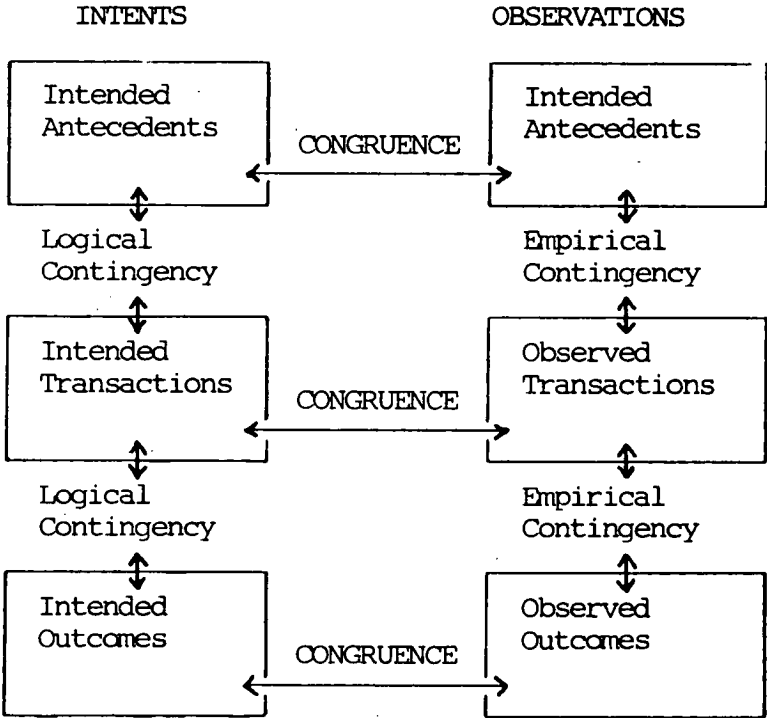 INTENTS
OBSERVATIONS
Intended
Antecedents
CONGRUENCE
Intended
Antecedents
Logical
Contingency
Empirical
Contingency
Intended
Transactions
CONGRUENCE
Observed
Transactions
Logical
Contingency
Empirical
Contingency
Intended
Outcomes
CONGRUENCE
Observed
Outcomes